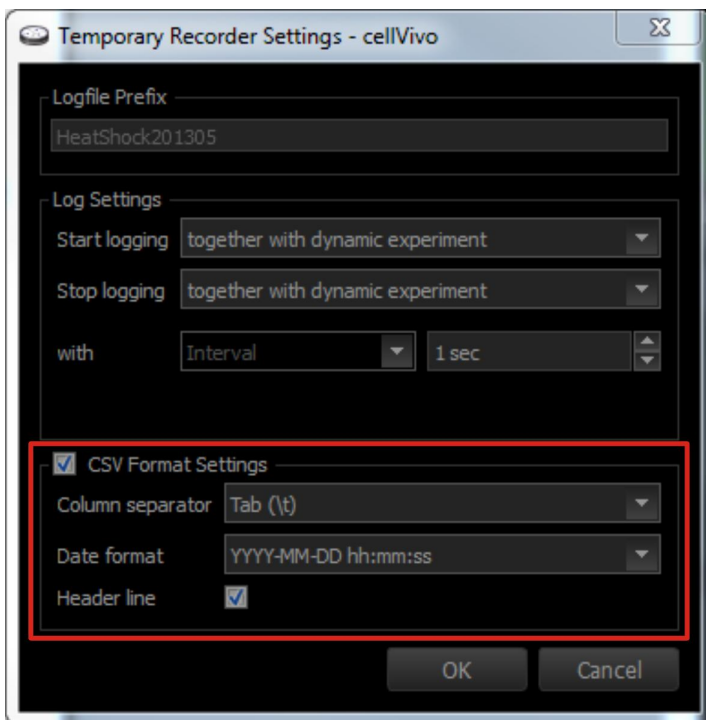 Temporary Recorder Settings - cellVivo
Logfile Prefix
HeatShock201305
Log Settings
Start logging together with dynamic experiment
Stop logging together with dynamic experiment
with Interval 1 sec
CSV Format Settings
Column separator Tab (\t)
Date format YYYY-MM-DD hh:mm:ss
Header line
OK Cancel